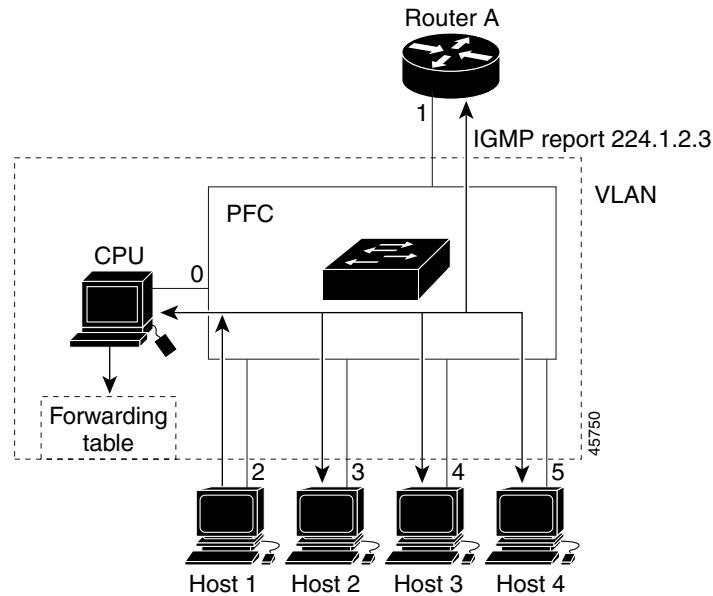 Router A
1
IGMP report 224.1.2.3
VLAN
PFC
CPU
0
Forwarding
table
45750
2
3
4
5
Host 1
Host 2
Host 3
Host 4